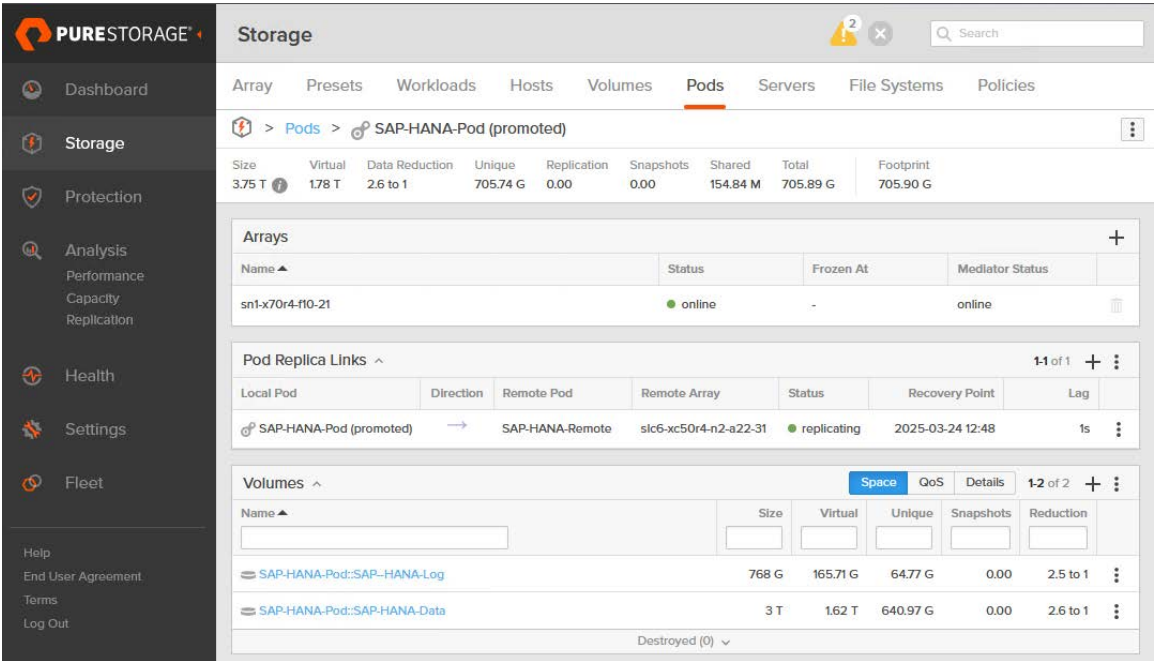 PURESTORAGE®
Dashboard
Storage
Protection
Analysis
Performance
Capacity
Replication
Health
Settings
Fleet
Help
End User Agreement
Terms
Log Out
Storage
2
Search
Array Presets Workloads Hosts Volumes Pods Servers File Systems Policies
> Pods > SAP-HANA-Pod (promoted)
Size Virtual Data Reduction Unique Replication Snapshots Shared Total Footprint
3.75 T 1.78 T 2.6 to 1 705.74 G 0.00 0.00 154.84 M 705.89 G 705.90 G
Arrays
Name Status Frozen At Mediator Status
sn1-x70r4-f10-21 online - online
Pod Replica Links 1-1 of 1
Local Pod Direction Remote Pod Remote Array Status Recovery Point Lag
SAP-HANA-Pod (promoted) → SAP-HANA-Remote slc6-xc50r4-n2-a22-31 replicating 2025-03-24 12:48 1s
Volumes Space QoS Details 1-2 of 2
Name Size Virtual Unique Snapshots Reduction
SAP-HANA-Pod::SAP--HANA-Log 768 G 165.71 G 64.77 G 0.00 2.5 to 1
SAP-HANA-Pod::SAP-HANA-Data 3 T 1.62 T 640.97 G 0.00 2.6 to 1
Destroyed (0)